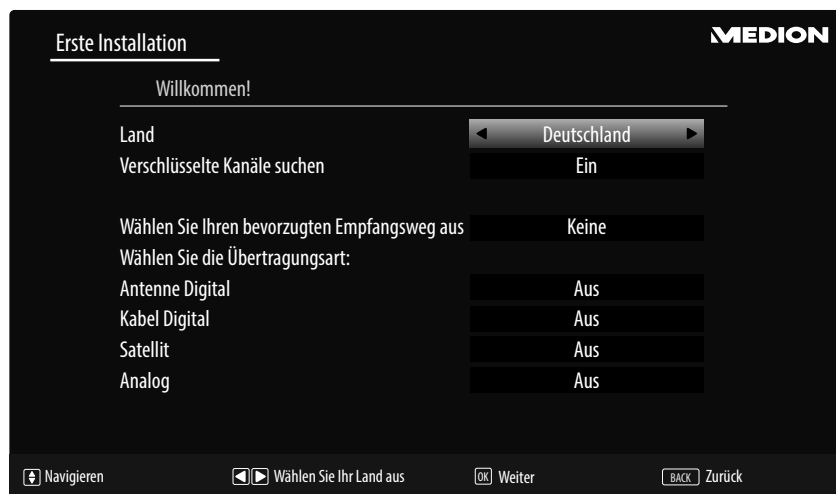 Erste Installation
MEDION
Willkommen!
Land Deutschland
Verschlüsselte Kanäle suchen Ein
Wählen Sie Ihren bevorzugten Empfangsweg aus Keine
Wählen Sie die Übertragungsart:
Antenne Digital Aus
Kabel Digital Aus
Satellit Aus
Analog Aus
Navigieren Wählen Sie Ihr Land aus OK Weiter BACK Zurück